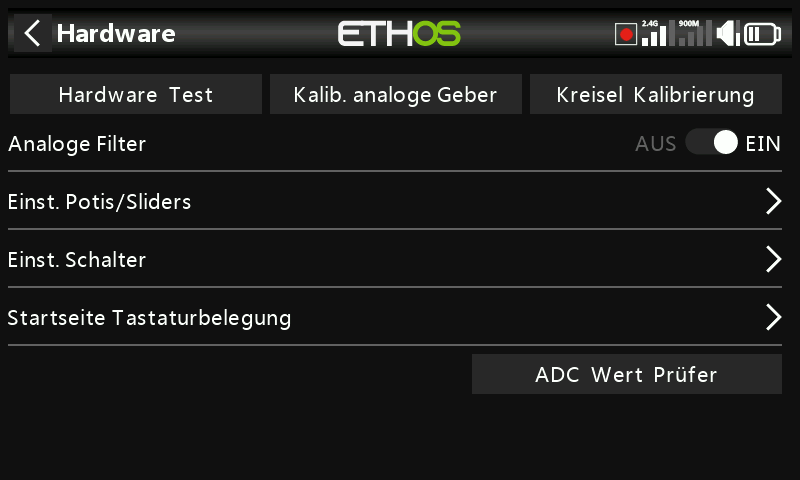 Hardware
ETHOS
2.4G
900M
Hardware Test
Kalib. analoge Geber
Kreisel Kalibrierung
Analoge Filter
AUS
EIN
Einst. Potis/Sliders
Einst. Schalter
Startseite Tastaturbelegung
ADC Wert Prüfer